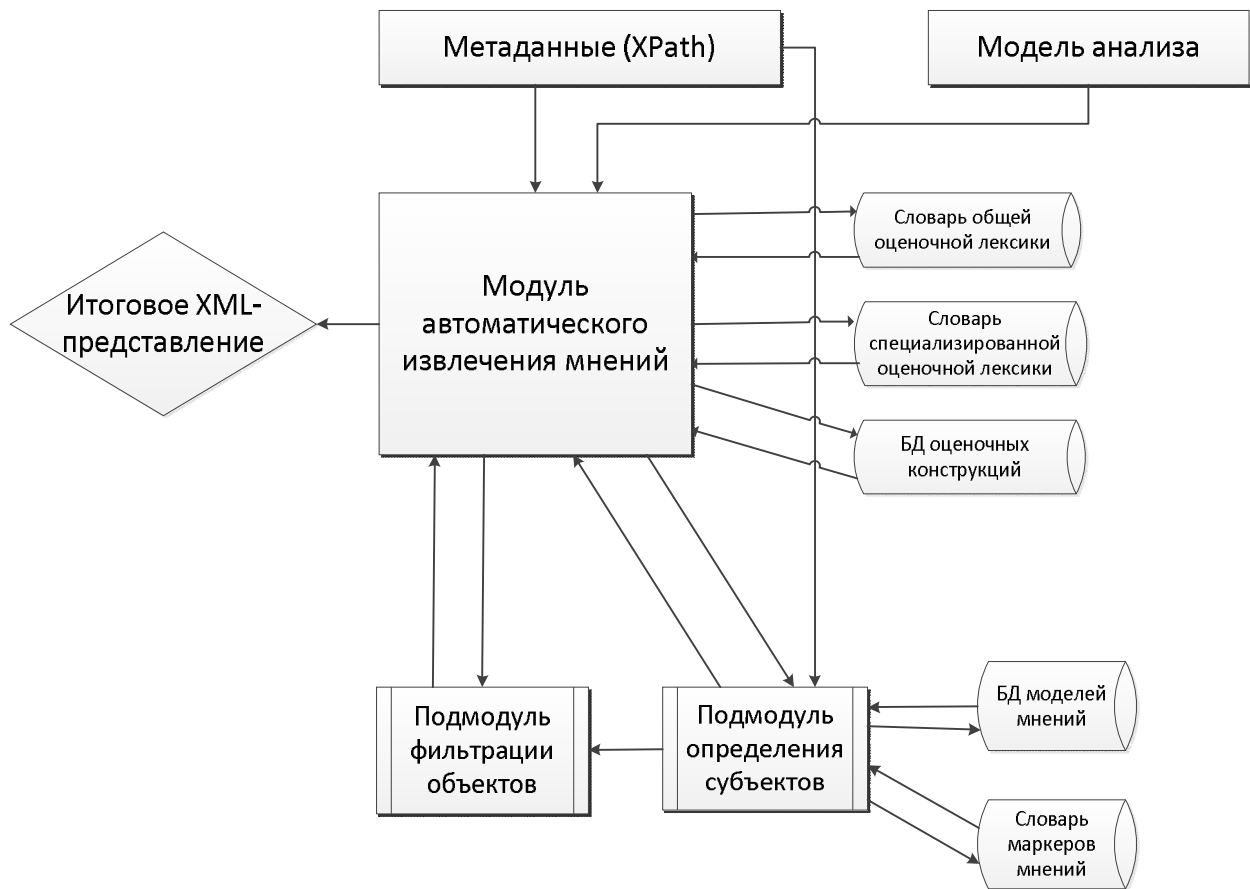 Метаданные (XPath)
Модель анализа
Словарь общей
оценочной лексики
Модуль
автоматического
извлечения мнений
Итоговое XML-
представление
Словарь
специализированной
оценочной лексики
БД оценочных
конструкций
Подмодуль
фильтрации
объектов
Подмодуль
определения
субъектов
БД моделей
мнений
Словарь
маркеров
мнений